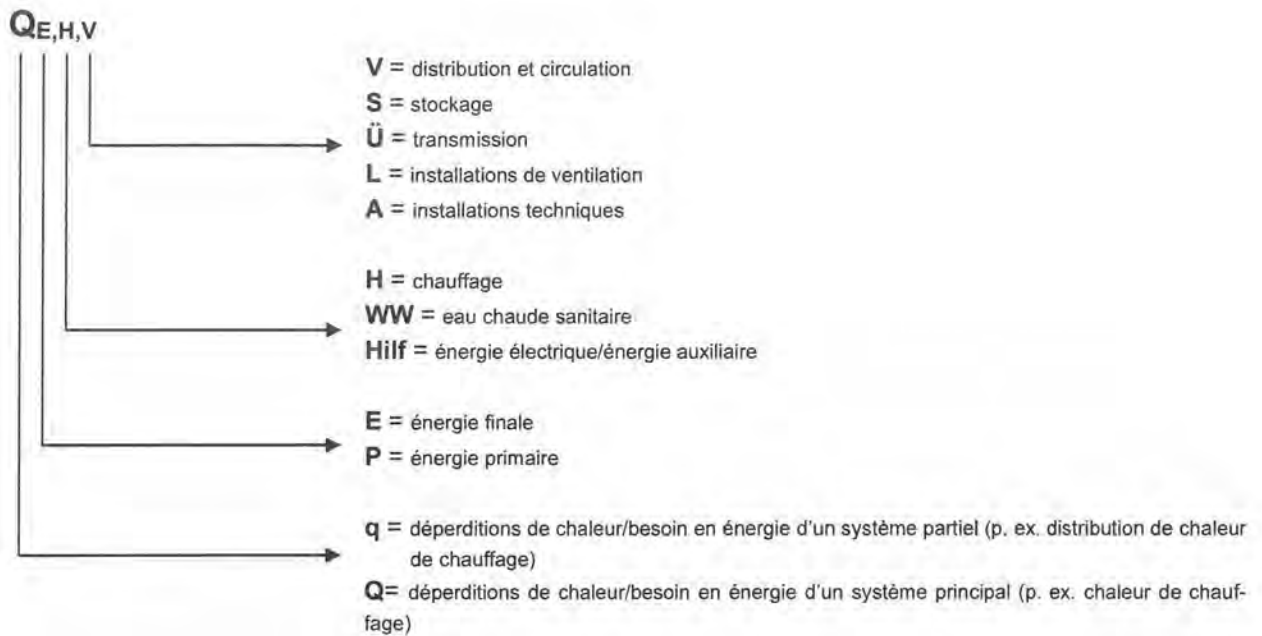 QE,H,V
V = distribution et circulation
S = stockage
Ü = transmission
L = installations de ventilation
A = installations techniques
H = chauffage
WW = eau chaude sanitaire
Hilf = énergie électrique/énergie auxiliaire
E = énergie finale
P = énergie primaire
q = déperditions de chaleur/besoin en énergie d'un système partiel (p. ex. distribution de chaleur
de chauffage)
Q= déperditions de chaleur/besoin en énergie d'un système principal (p. ex. chaleur de chauf-
fage)